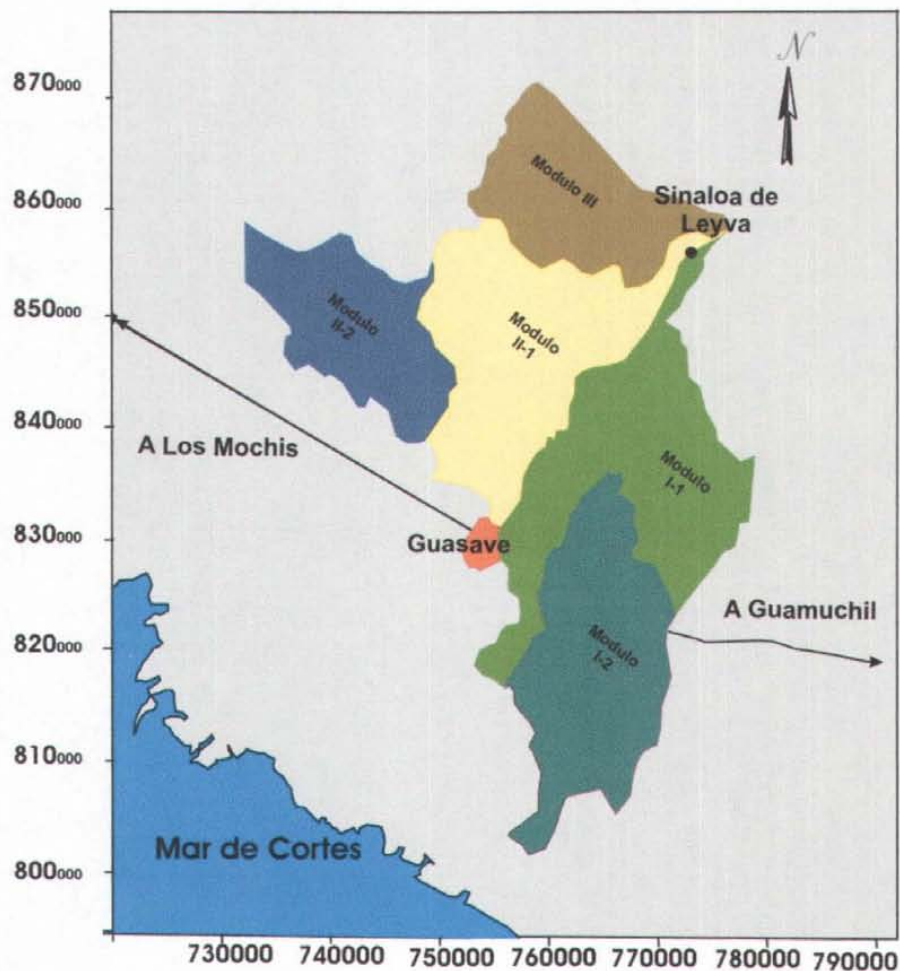 N
870000
860000
850000
840000
830000
820000
810000
800000
Modulo III
Sinaloa de
Leyva
Modulo
II-2
Modulo
II-1
A Los Mochis
Modulo
I-1
Guasave
A Guamuchil
Modulo
I-2
Mar de Cortes
730000 740000 750000 760000 770000 780000 790000